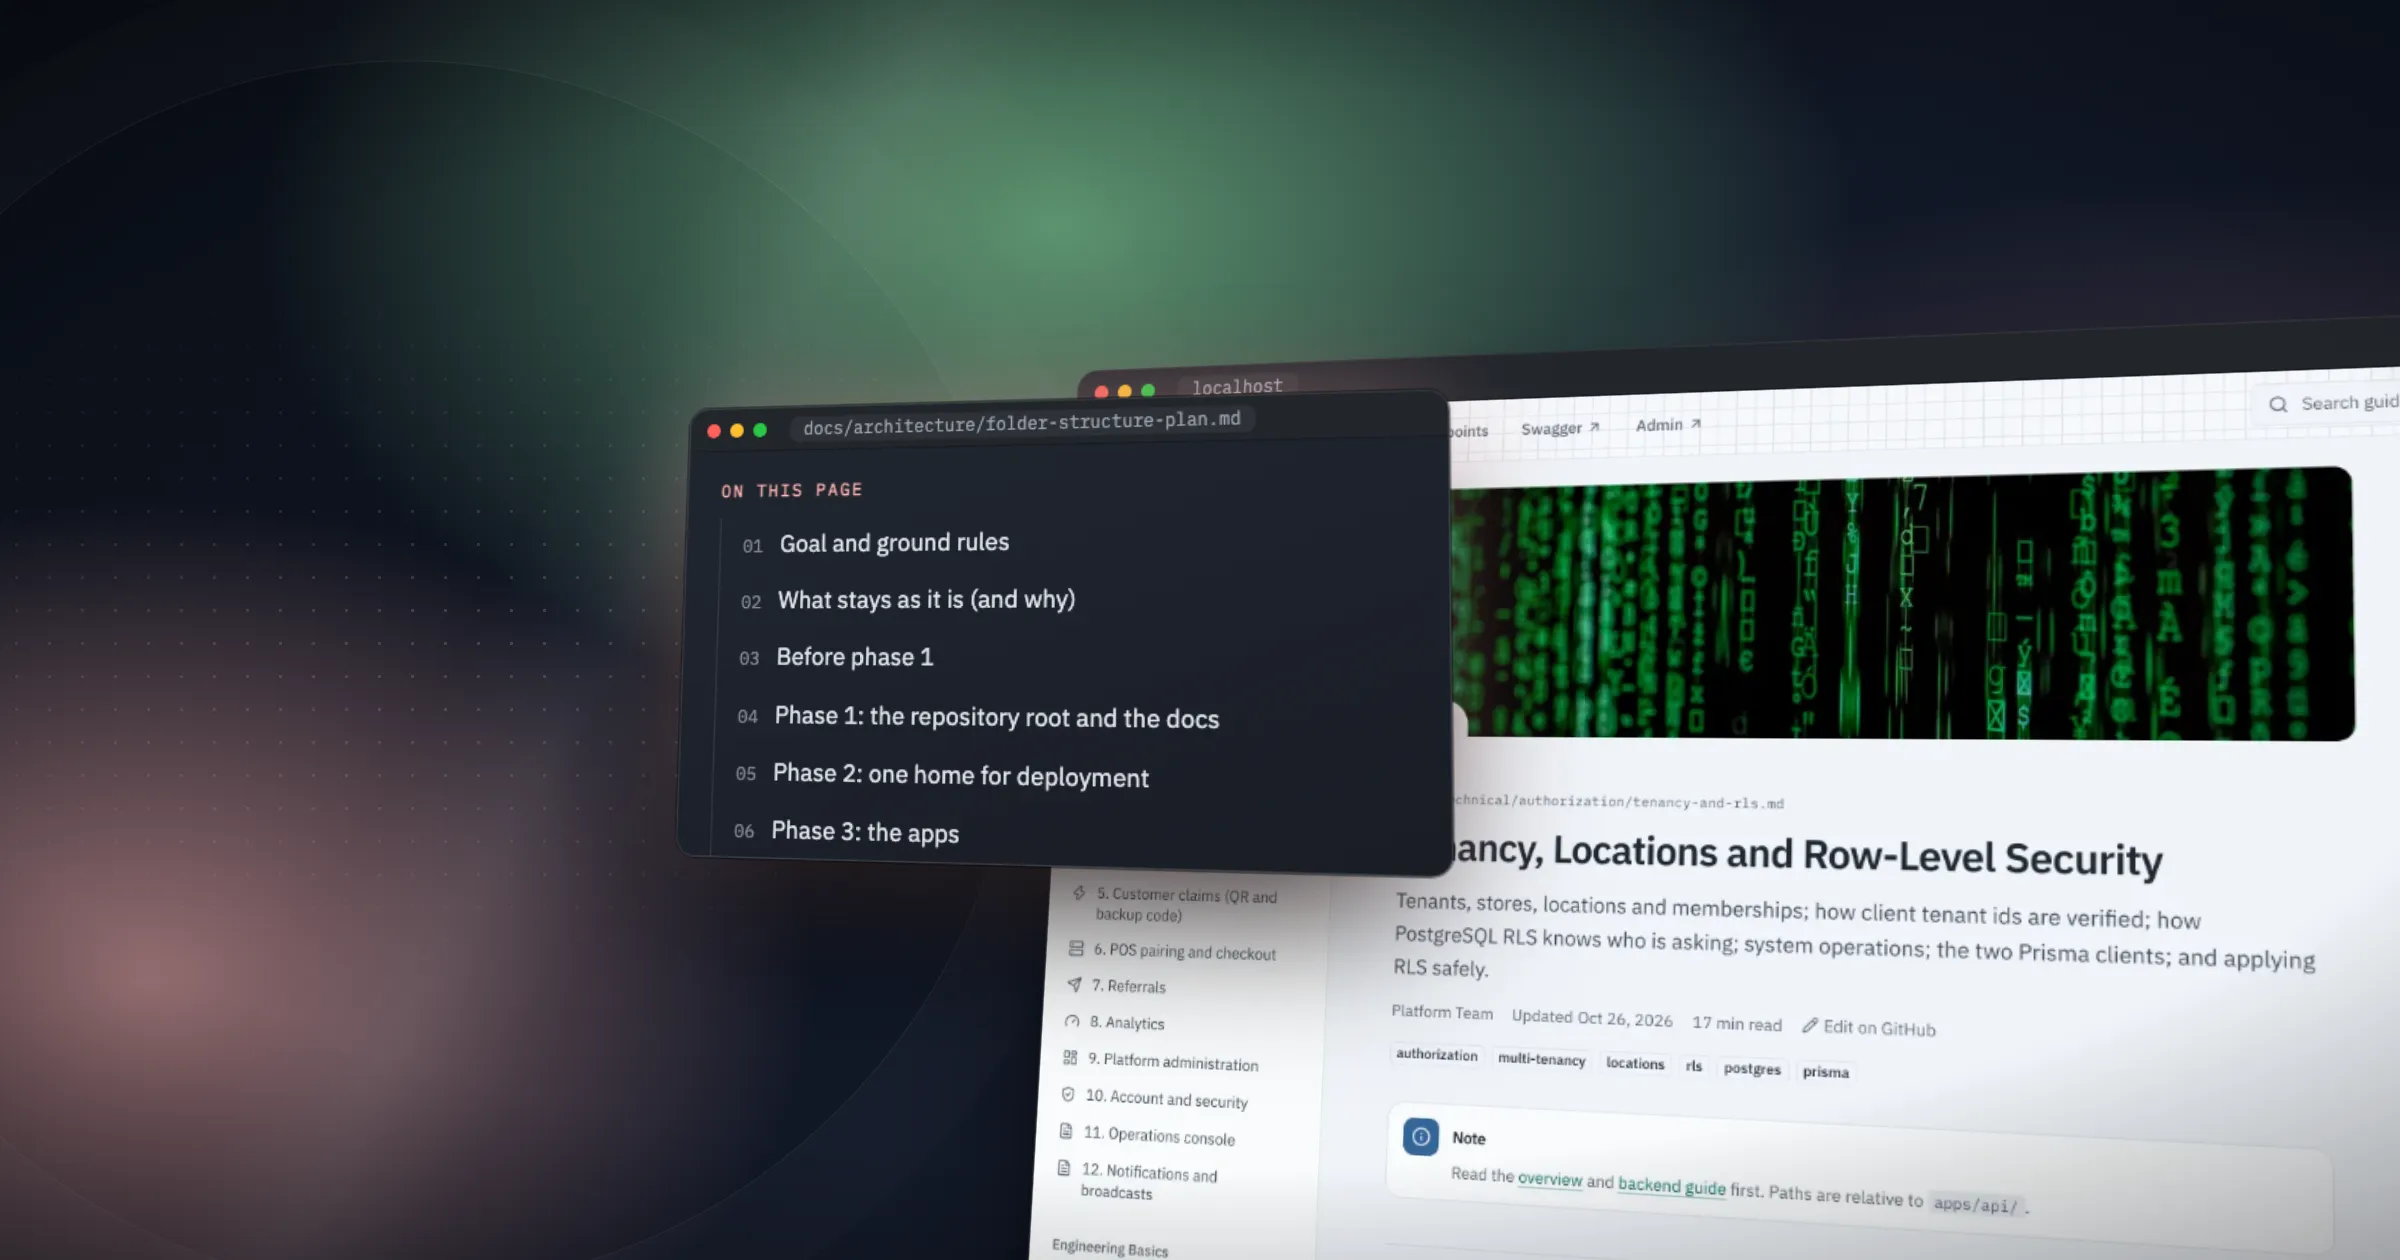 localhost
docs/architecture/folder-structure-plan.md
ON THIS PAGE
01 Goal and ground rules
02 What stays as it is (and why)
03 Before phase 1
04 Phase 1: the repository root and the docs
05 Phase 2: one home for deployment
06 Phase 3: the apps
Swagger ↗ Admin ↗
Search
tenancy-and-rls.md
Locations and Row-Level Security
Tenants, stores, locations and memberships; how client tenant ids are verified; how
PostgreSQL RLS knows who is asking; system operations; the two Prisma clients; and applying
RLS safely.
Platform Team Updated Oct 26, 2026 17 min read Edit on GitHub
authorization multi-tenancy locations rls postgres prisma
Note
Read the overview and backend guide first. Paths are relative to apps/api/ .
5. Customer claims (QR and
backup code)
6. POS pairing and checkout
7. Referrals
8. Analytics
9. Platform administration
10. Account and security
11. Operations console
12. Notifications and
broadcasts
Engineering Basics